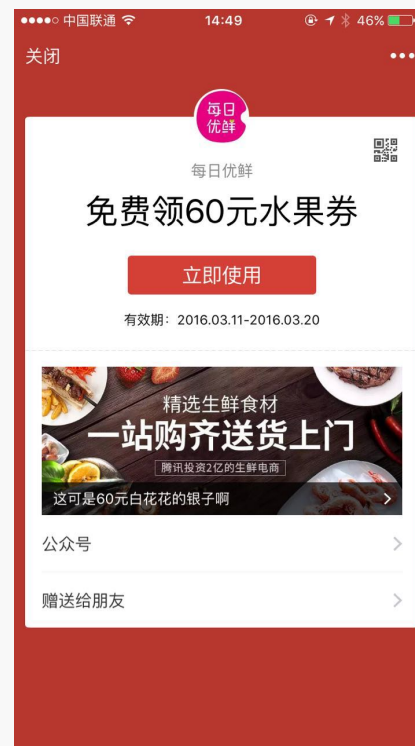 中国联通 14:49 46%
关闭
每日
优鲜
每日优鲜
免费领60元水果券
立即使用
有效期：2016.03.11-2016.03.20
精选生鲜食材
一站购齐送货上门
腾讯投资2亿的生鲜电商
这可是60元白花花的银子啊
公众号
赠送给朋友